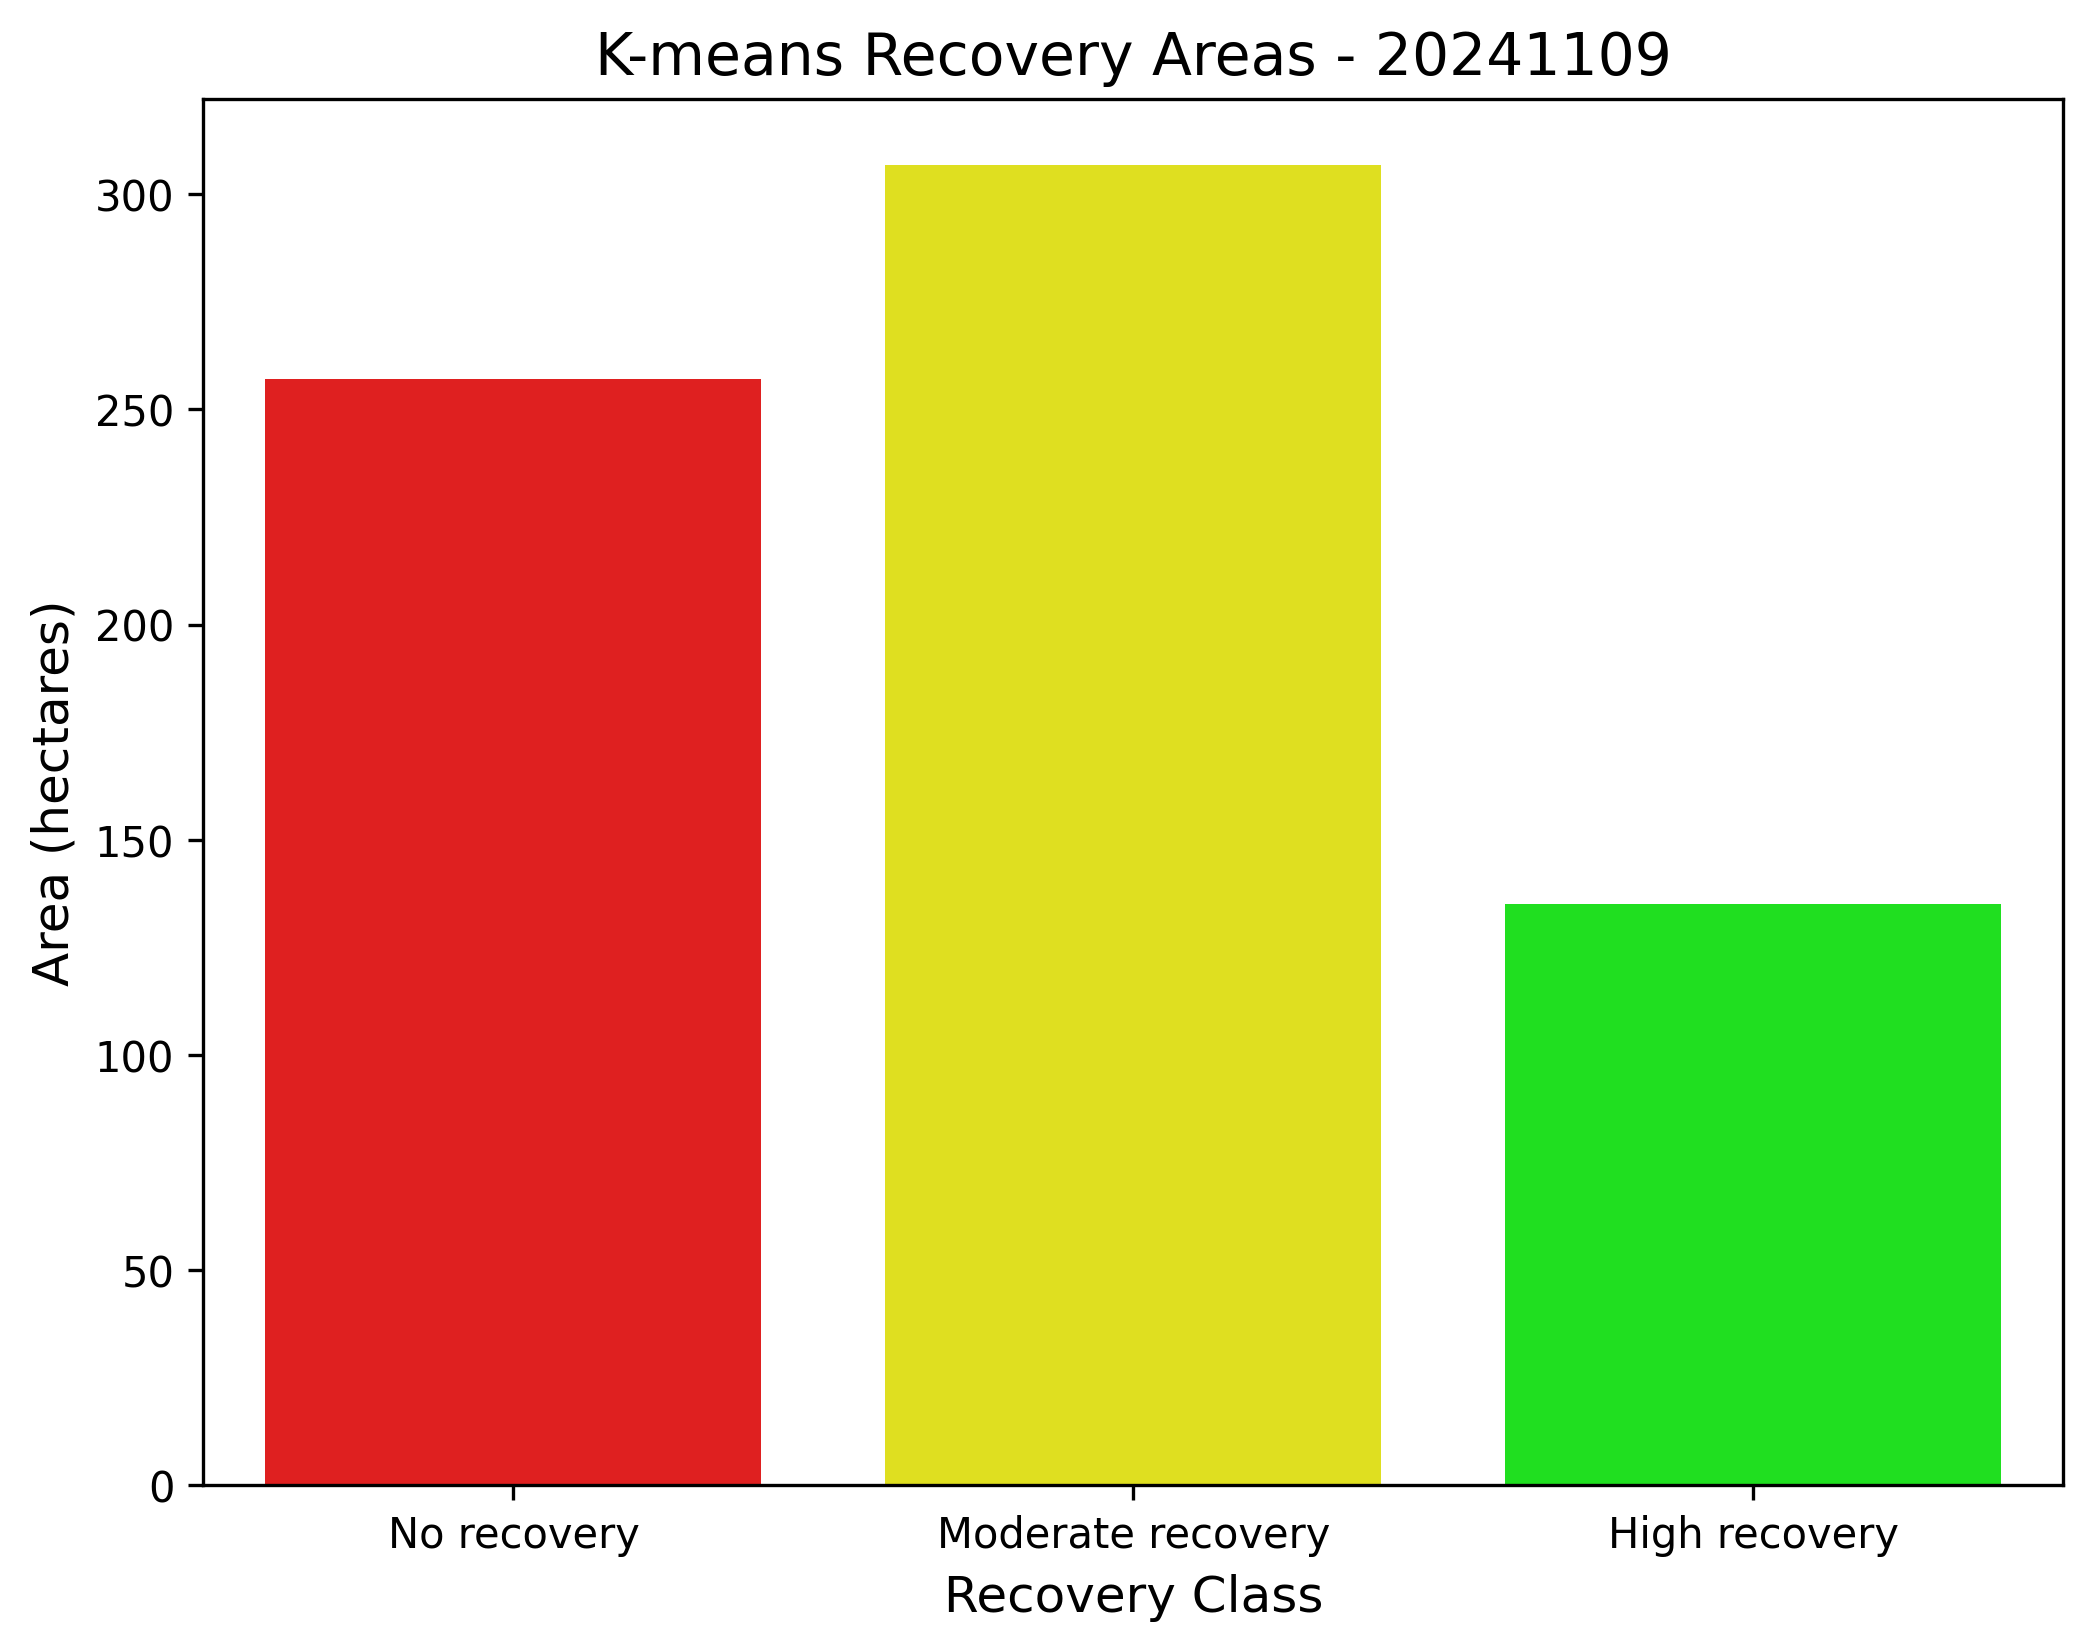 K-means Recovery Areas - 20241109
Area (hectares)
300
250
200
150
100
50
0
No recovery
Moderate recovery
High recovery
Recovery Class